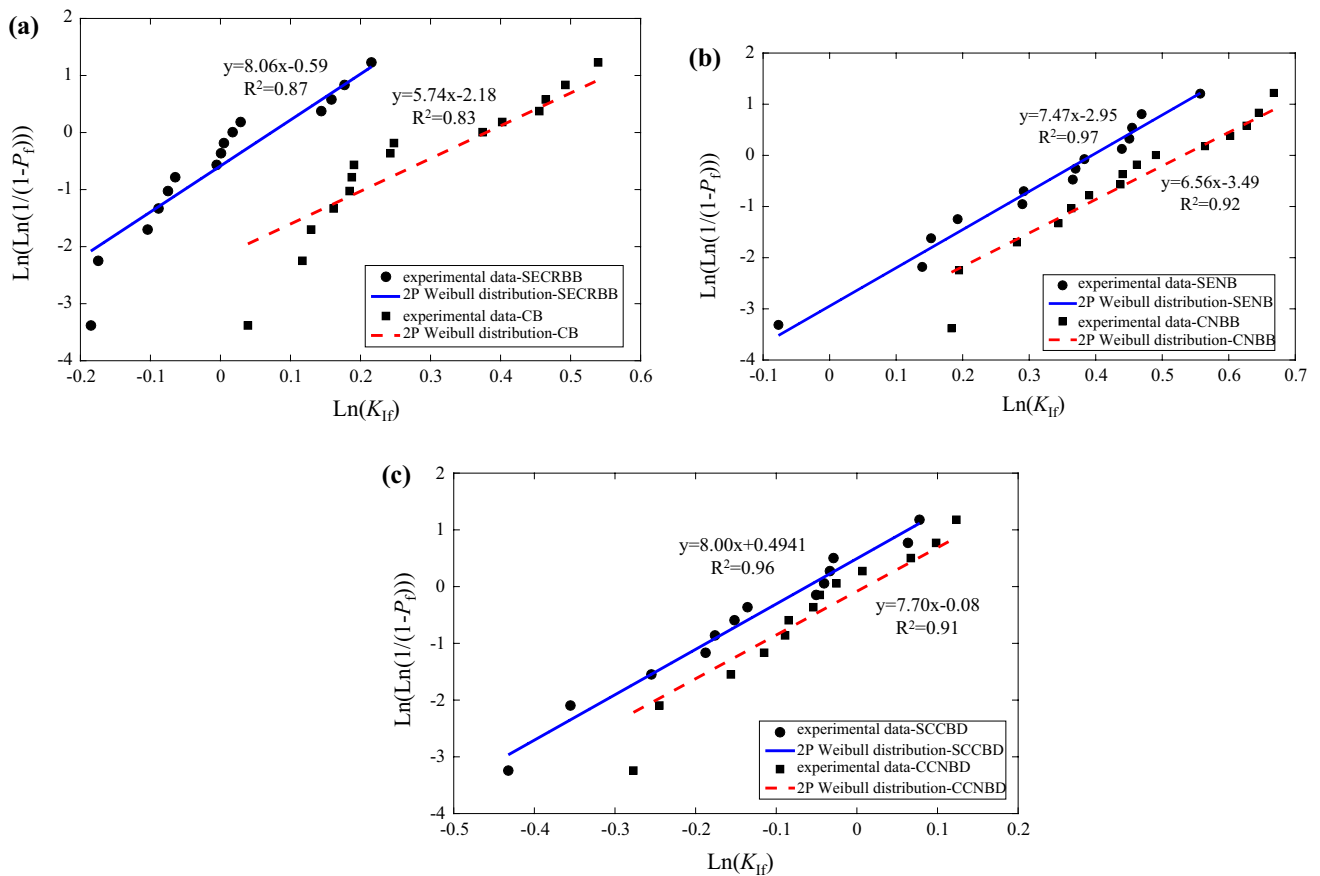 (a)
2
1
0
-1
-2
-3
-4
Ln(Ln(1/(1-Pf)))
y=8.06x-0.59
R²=0.87
y=5.74x-2.18
R²=0.83
experimental data-SECRBB
2P Weibull distribution-SECRBB
experimental data-CB
2P Weibull distribution-CB
-0.2 -0.1 0 0.1 0.2 0.3 0.4 0.5 0.6
Ln(KIf)
(b)
2
1
0
-1
-2
-3
-4
Ln(Ln(1/(1-Pf)))
y=7.47x-2.95
R²=0.97
y=6.56x-3.49
R²=0.92
experimental data-SENB
2P Weibull distribution-SENB
experimental data-CNBB
2P Weibull distribution-CNBB
-0.1 0 0.1 0.2 0.3 0.4 0.5 0.6 0.7
Ln(KIf)
(c)
2
1
0
-1
-2
-3
-4
Ln(Ln(1/(1-Pf)))
y=8.00x+0.4941
R²=0.96
y=7.70x-0.08
R²=0.91
experimental data-SCCBD
2P Weibull distribution-SCCBD
experimental data-CCNBD
2P Weibull distribution-CCNBD
-0.5 -0.4 -0.3 -0.2 -0.1 0 0.1 0.2
Ln(KIf)